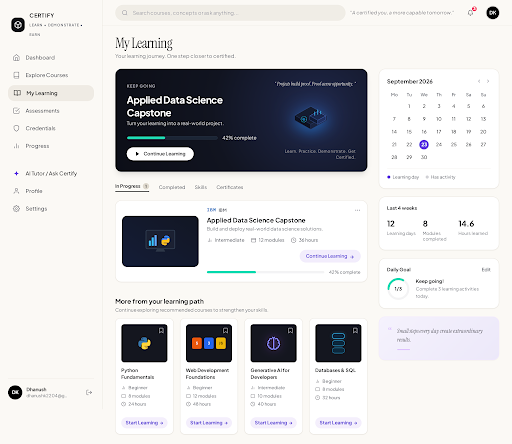 CERTIFY
LEARN • DEMONSTRATE •
EARN
Search courses, concepts or ask anything...
"A certified you, a more capable tomorrow."
DK
Dashboard
Explore Courses
My Learning
Assessments
Credentials
Progress
AI Tutor / Ask Certify
Profile
Settings
DK
Dhanush
My Learning
Your learning journey. One step closer to certified.
KEEP GOING
Applied Data Science
Capstone
Turn your learning into a real-world project.
42% complete
Continue Learning
"Projects build proof. Proof opens opportunity."
Learn. Practice. Demonstrate. Get
Certified.
In Progress 1
Completed
Skills
Certificates
IBM IBM
Applied Data Science Capstone
Build and deploy real-world data science solutions.
Intermediate
12 modules
36 hours
Continue Learning →
42% complete
More from your learning path
Continue exploring recommended courses to strengthen your skills.
Python
Fundamentals
Beginner
8 modules
24 hours
Start Learning →
Web Development
Foundations
Beginner
12 modules
48 hours
Start Learning →
Generative AI for
Developers
Intermediate
10 modules
40 hours
Start Learning →
Databases & SQL
Beginner
8 modules
32 hours
Start Learning →
September 2026
Mo Tu We Th Fr Sa Su
1 2 3 4 5 6
7 8 9 10 11 12 13
14 15 16 17 18 19 20
21 22 23 24 25 26 27
28 29 30
Learning day
Has activity
Last 4 weeks
12
Learning days
8
Modules
completed
14.6
Hours learned
Daily Goal
Edit
1/3
Keep going!
Complete 3 learning activities
today.
Small steps every day create extraordinary
results.